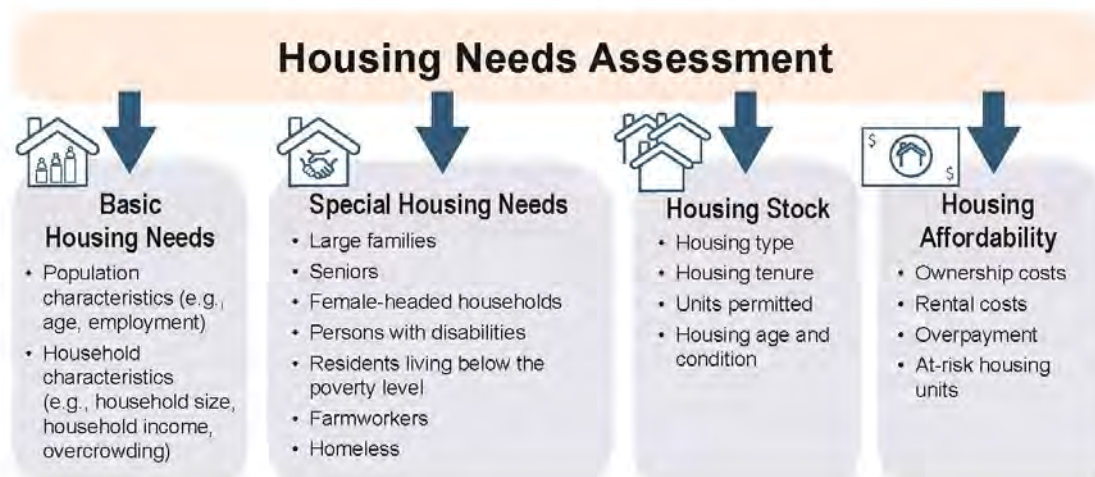 Housing Needs Assessment
Basic
Housing Needs
• Population
characteristics (e.g.,
age, employment)
• Household
characteristics
(e.g., household size,
household income,
overcrowding)
Special Housing Needs
• Large families
• Seniors
• Female-headed households
• Persons with disabilities
• Residents living below the
poverty level
• Farmworkers
• Homeless
Housing Stock
• Housing type
• Housing tenure
• Units permitted
• Housing age and
condition
$
$
Housing
Affordability
• Ownership costs
• Rental costs
• Overpayment
• At-risk housing
units